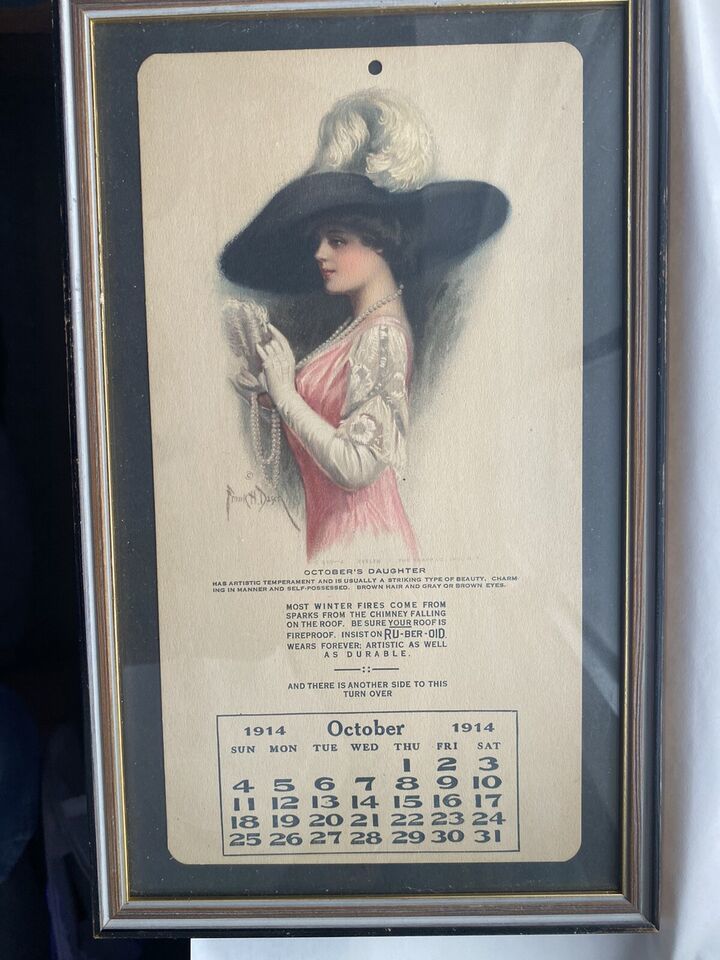 ©
Frank H. Desch
OCTOBER'S DAUGHTER
HAS ARTISTIC TEMPERAMENT AND IS USUALLY A STRIKING TYPE OF BEAUTY. CHARM-
ING IN MANNER AND SELF-POSSESSED. BROWN HAIR AND GRAY OR BROWN EYES.
MOST WINTER FIRES COME FROM
SPARKS FROM THE CHIMNEY FALLING
ON THE ROOF. BE SURE YOUR ROOF IS
FIREPROOF. INSIST ON RU-BER-OID.
WEARS FOREVER; ARTISTIC AS WELL
AS DURABLE.
AND THERE IS ANOTHER SIDE TO THIS
TURN OVER
1914 October 1914
SUN MON TUE WED THU FRI SAT
1 2 3
4 5 6 7 8 9 10
11 12 13 14 15 16 17
18 19 20 21 22 23 24
25 26 27 28 29 30 31